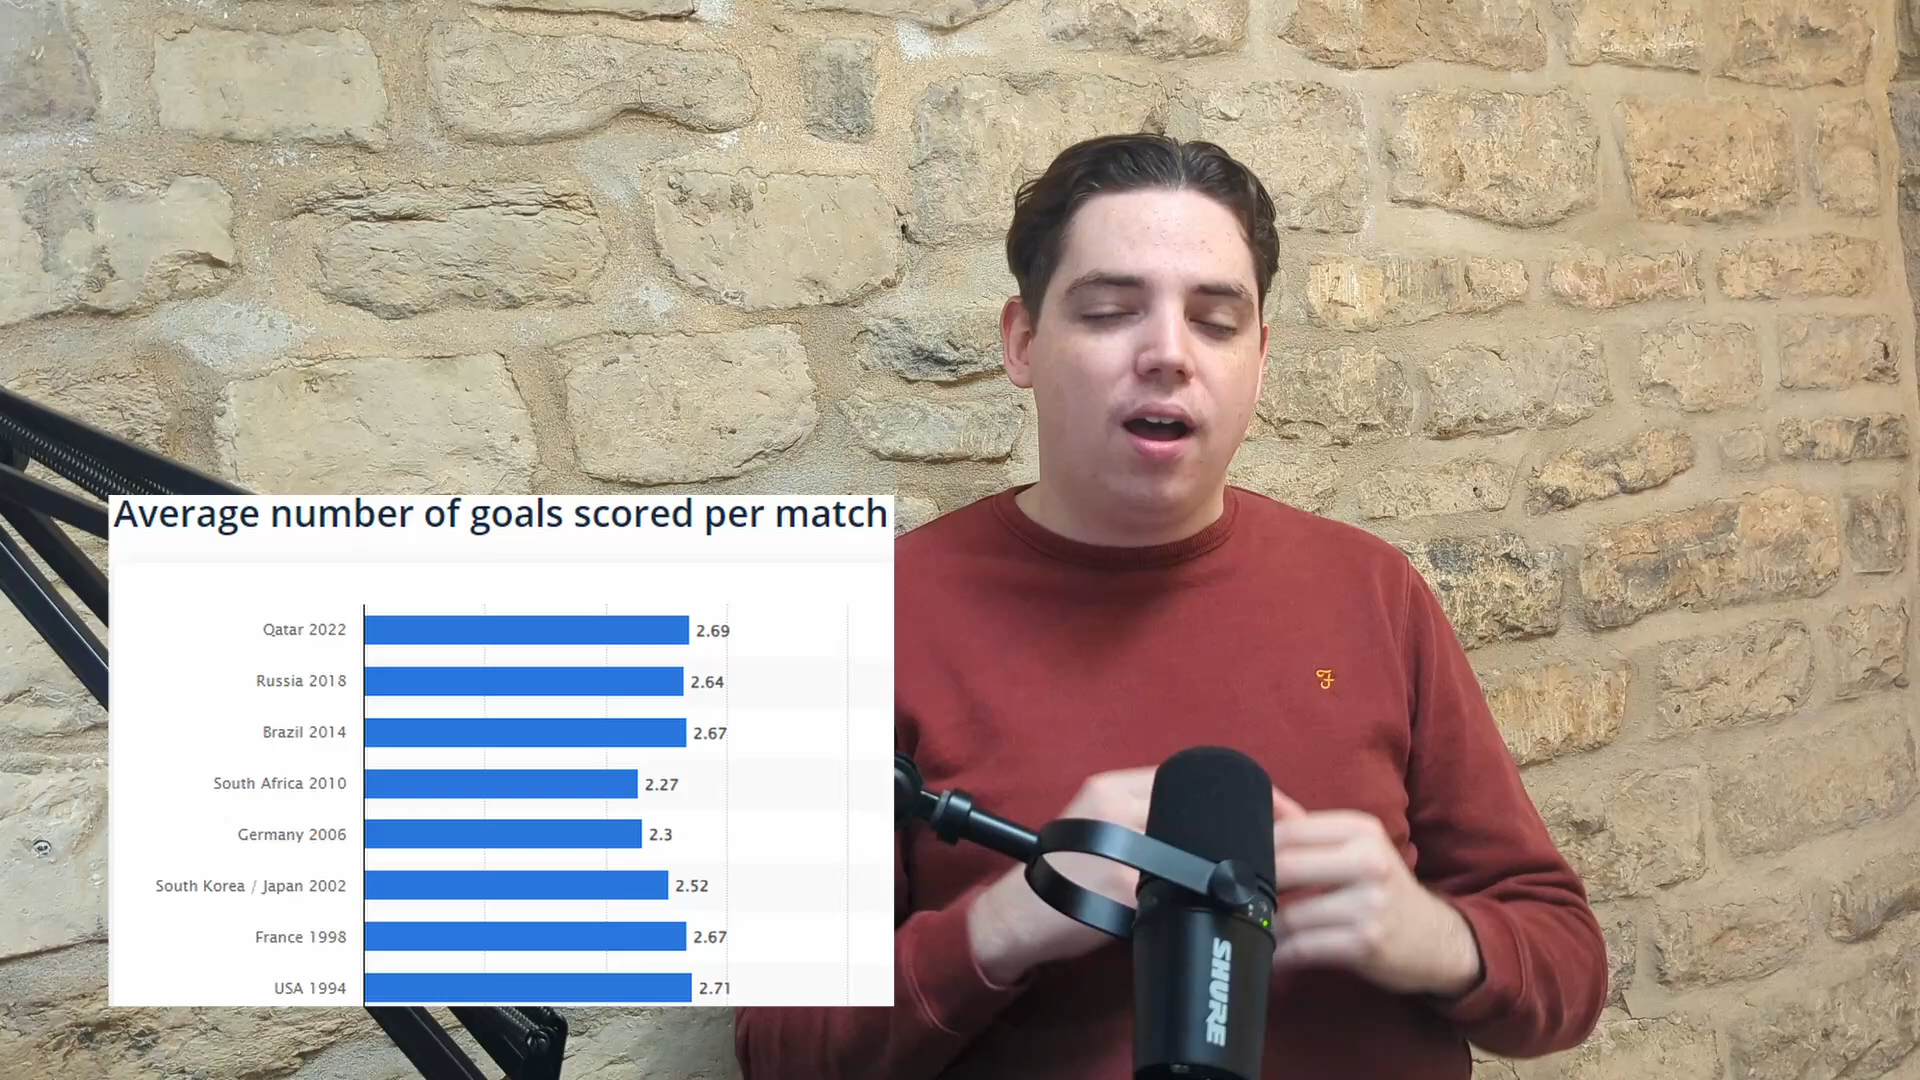 Average number of goals scored per match
Qatar 2022 2.69
Russia 2018 2.64
Brazil 2014 2.67
South Africa 2010 2.27
Germany 2006 2.3
South Korea / Japan 2002 2.52
France 1998 2.67
USA 1994 2.71
SHURE